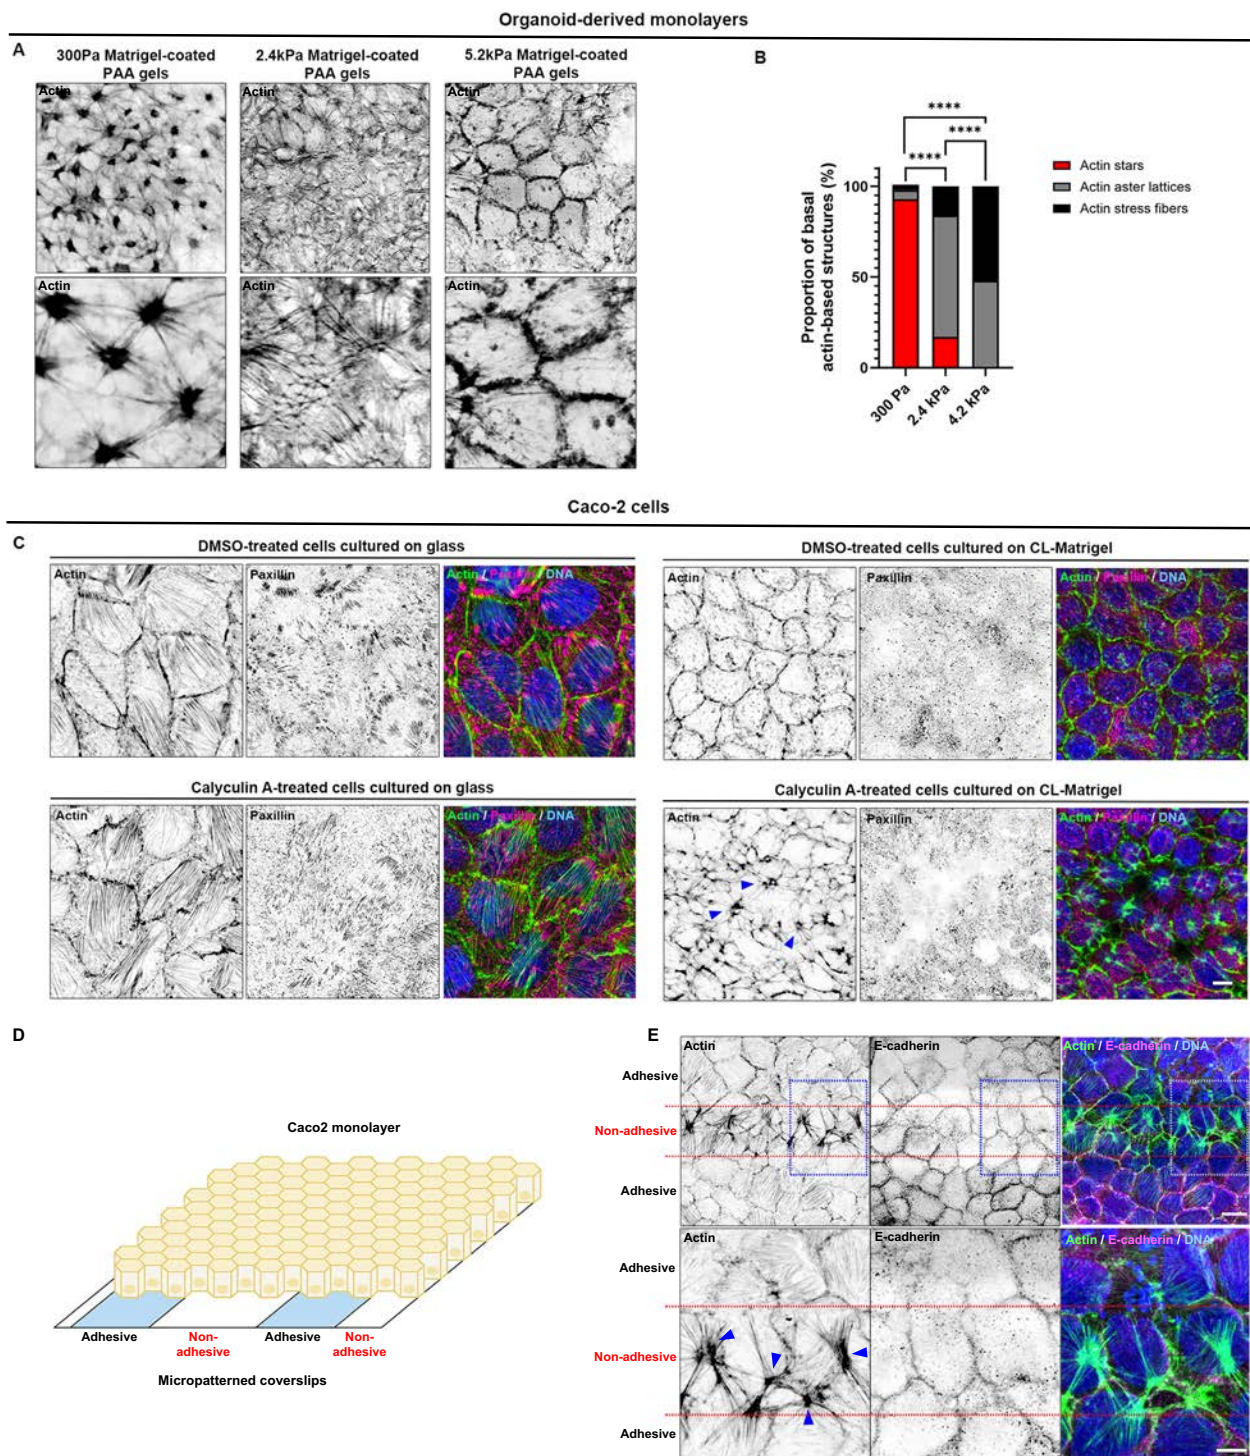 Organoid-derived monolayers
A
300Pa Matrigel-coated
PAA gels
2.4kPa Matrigel-coated
PAA gels
5.2kPa Matrigel-coated
PAA gels
Actin
Actin
Actin
Actin
Actin
Actin
B
****
****
****
Proportion of basal
actin-based structures (%)
100
50
0
300 Pa
2.4 kPa
4.2 kPa
Actin stars
Actin aster lattices
Actin stress fibers
Caco-2 cells
C
DMSO-treated cells cultured on glass
Actin
Paxillin
Actin / Paxillin / DNA
DMSO-treated cells cultured on CL-Matrigel
Actin
Paxillin
Actin / Paxillin / DNA
Calyculin A-treated cells cultured on glass
Actin
Paxillin
Actin / Paxillin / DNA
Calyculin A-treated cells cultured on CL-Matrigel
Actin
Paxillin
Actin / Paxillin / DNA
D
Caco2 monolayer
Adhesive
Non-
adhesive
Adhesive
Non-
adhesive
Micropatterned coverslips
E
Actin
E-cadherin
Actin / E-cadherin / DNA
Adhesive
Non-adhesive
Adhesive
Actin
E-cadherin
Actin / E-cadherin / DNA
Adhesive
Non-adhesive
Adhesive